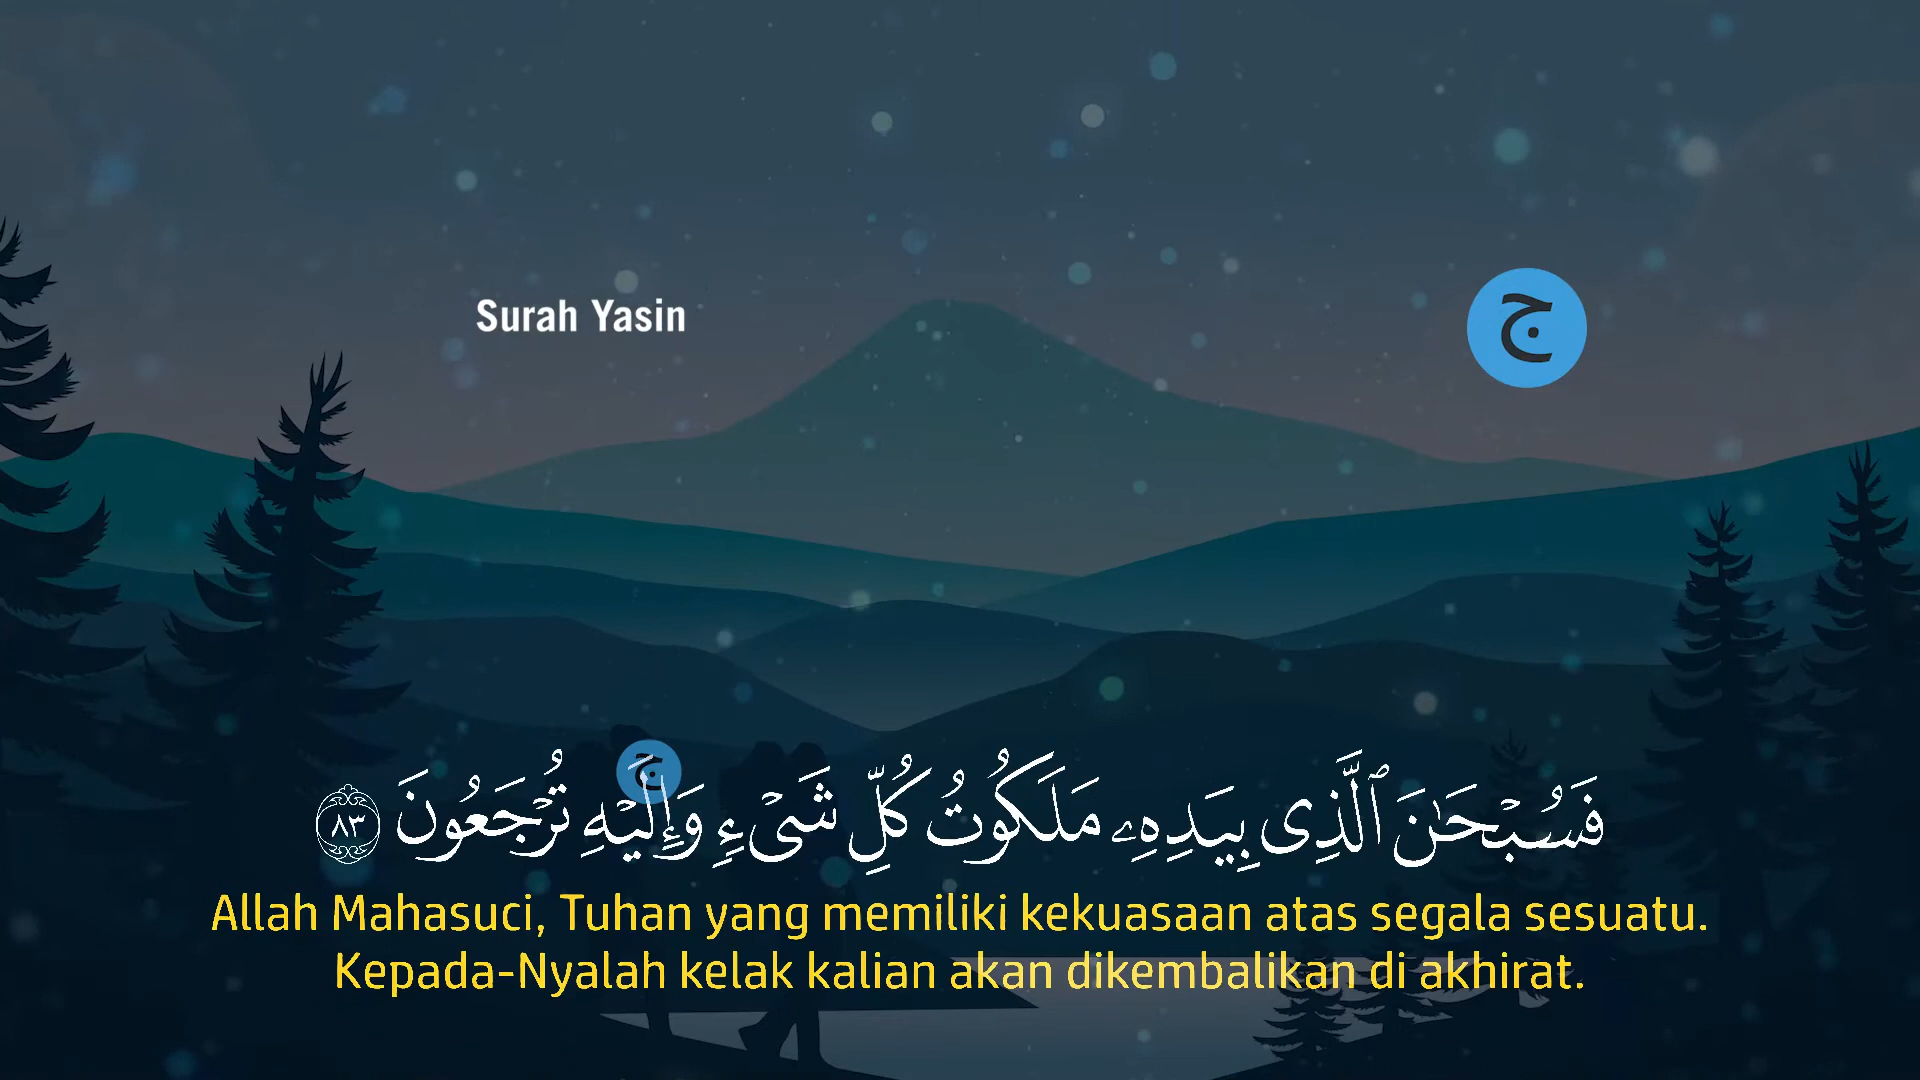 Surah Yasin
ج
ج
فَسُبْحَٰنَ ٱلَّذِى بِيَدِهِۦ مَلَكُوتُ كُلِّ شَىْءٍ وَإِلَيْهِ تُرْجَعُونَ ٨٣
Allah Mahasuci, Tuhan yang memiliki kekuasaan atas segala sesuatu.
Kepada-Nyalah kelak kalian akan dikembalikan di akhirat.